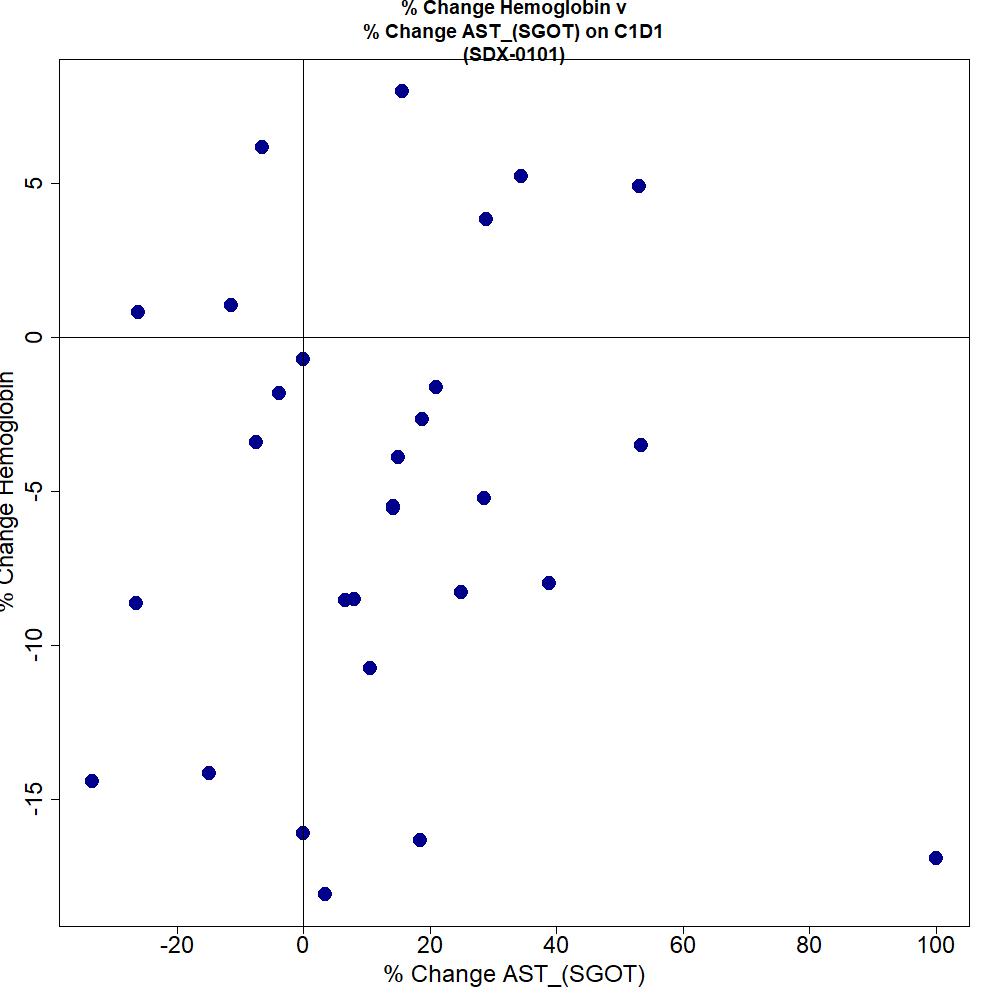 % Change Hemoglobin v
% Change AST_(SGOT) on C1D1
(SDX-0101)
% Change Hemoglobin
5
0
-5
-10
-15
-20
0
20
40
60
80
100
% Change AST_(SGOT)